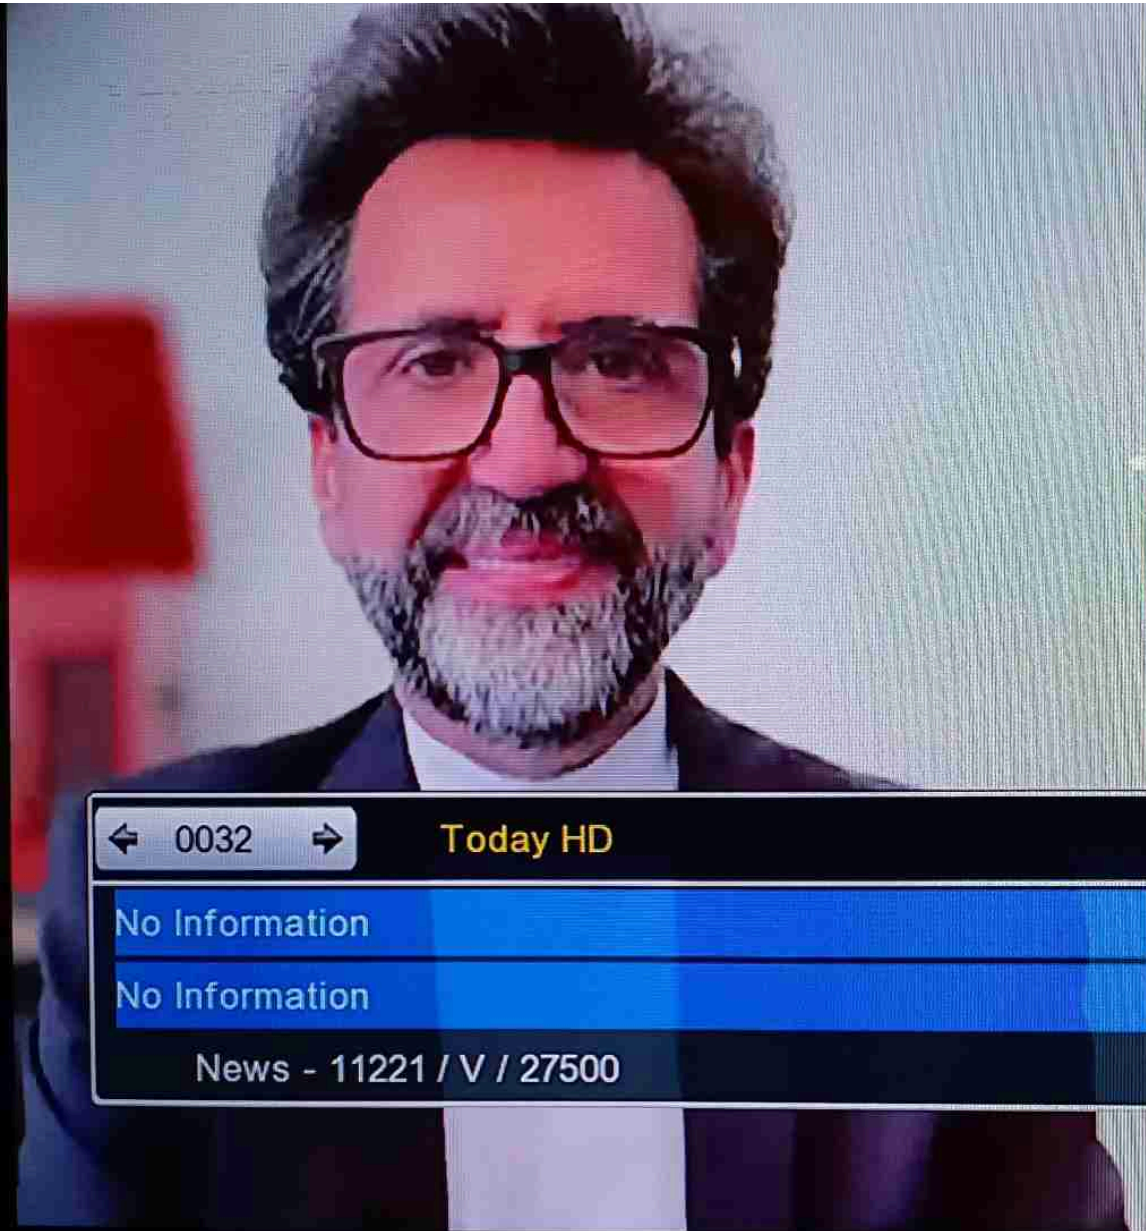 0032
Today HD
No Information
No Information
News - 11221 / V / 27500